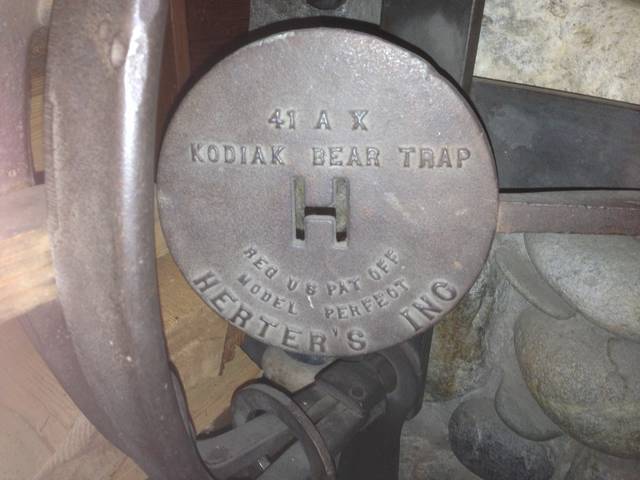 41 A X
KODIAK BEAR TRAP
H
REG U S PAT OFF
MODEL PERFECT
HERTER'S INC